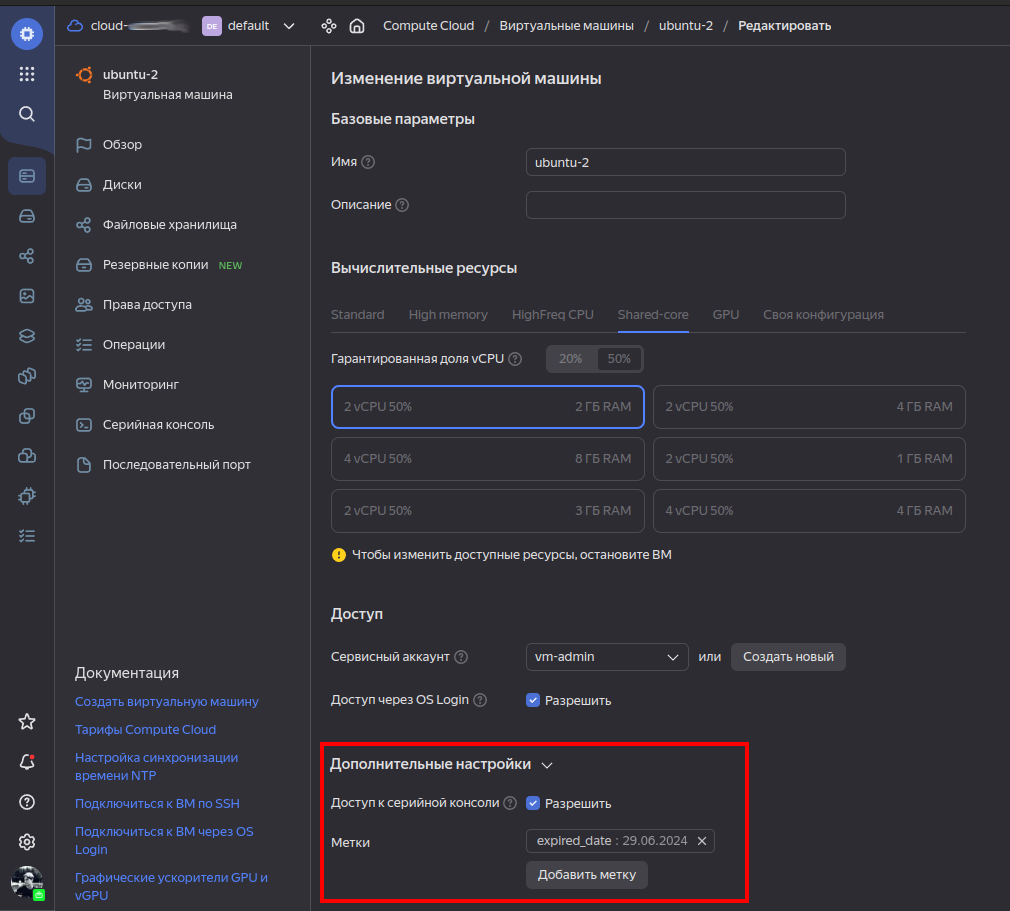 cloud-
DE default
Compute Cloud / Виртуальные машины / ubuntu-2 / Редактировать
ubuntu-2
Виртуальная машина
Обзор
Диски
Файловые хранилища
Резервные копии NEW
Права доступа
Операции
Мониторинг
Серийная консоль
Последовательный порт
Документация
Создать виртуальную машину
Тарифы Compute Cloud
Настройка синхронизации
времени NTP
Подключиться к ВМ по SSH
Подключиться к ВМ через OS
Login
Графические ускорители GPU и
vGPU
Изменение виртуальной машины
Базовые параметры
Имя ubuntu-2
Описание
Вычислительные ресурсы
Standard High memory HighFreq CPU Shared-core GPU Своя конфигурация
Гарантированная доля vCPU 20% 50%
2 vCPU 50% 2 ГБ RAM 2 vCPU 50% 4 ГБ RAM
4 vCPU 50% 8 ГБ RAM 2 vCPU 50% 1 ГБ RAM
2 vCPU 50% 3 ГБ RAM 4 vCPU 50% 4 ГБ RAM
Чтобы изменить доступные ресурсы, остановите ВМ
Доступ
Сервисный аккаунт vm-admin или Создать новый
Доступ через OS Login Разрешить
Дополнительные настройки
Доступ к серийной консоли Разрешить
Метки expired_date : 29.06.2024
Добавить метку